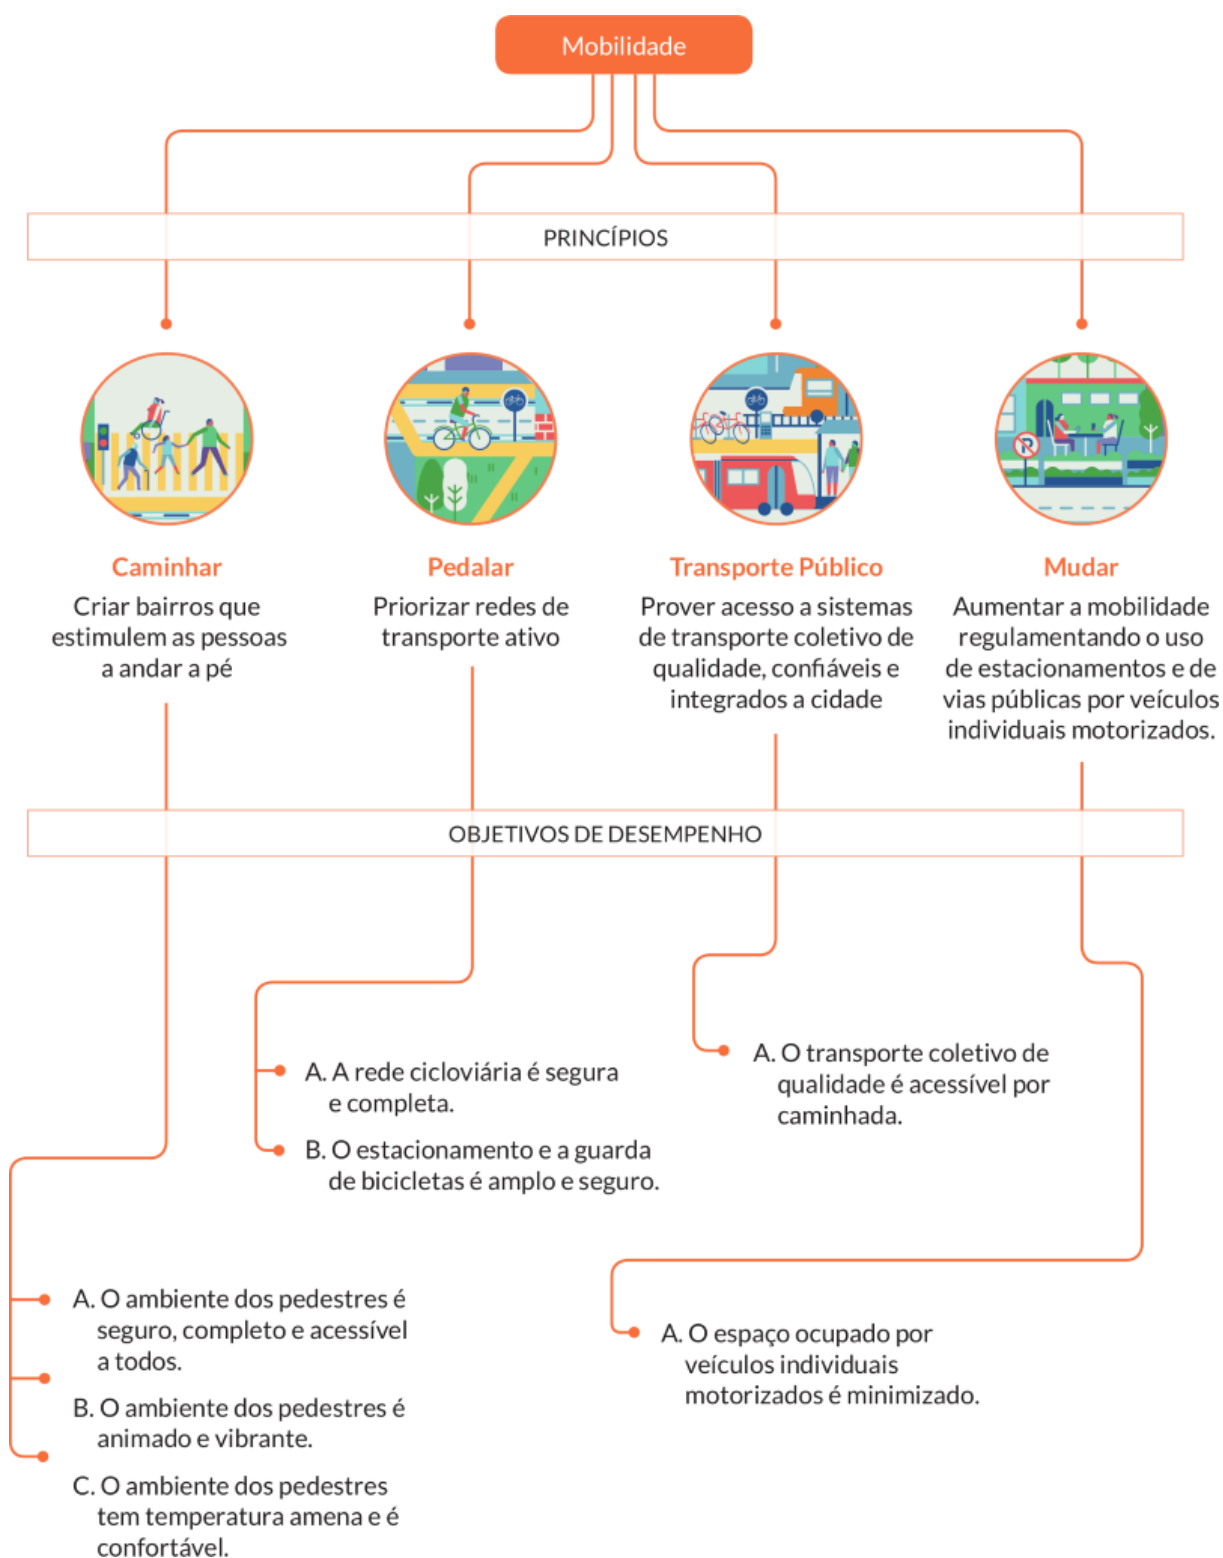 Mobilidade
PRINCÍPIOS
Caminhar
Criar bairros que
estimulem as pessoas
a andar a pé
Pedalar
Priorizar redes de
transporte ativo
Transporte Público
Prover acesso a sistemas
de transporte coletivo de
qualidade, confiáveis e
integrados a cidade
Mudar
Aumentar a mobilidade
regulamentando o uso
de estacionamentos e de
vias públicas por veículos
individuais motorizados.
OBJETIVOS DE DESEMPENHO
A. O ambiente dos pedestres é
seguro, completo e acessível
a todos.
B. O ambiente dos pedestres é
animado e vibrante.
C. O ambiente dos pedestres
tem temperatura amena e é
confortável.
A. A rede cicloviária é segura
e completa.
B. O estacionamento e a guarda
de bicicletas é amplo e seguro.
A. O transporte coletivo de
qualidade é acessível por
caminhada.
A. O espaço ocupado por
veículos individuais
motorizados é minimizado.